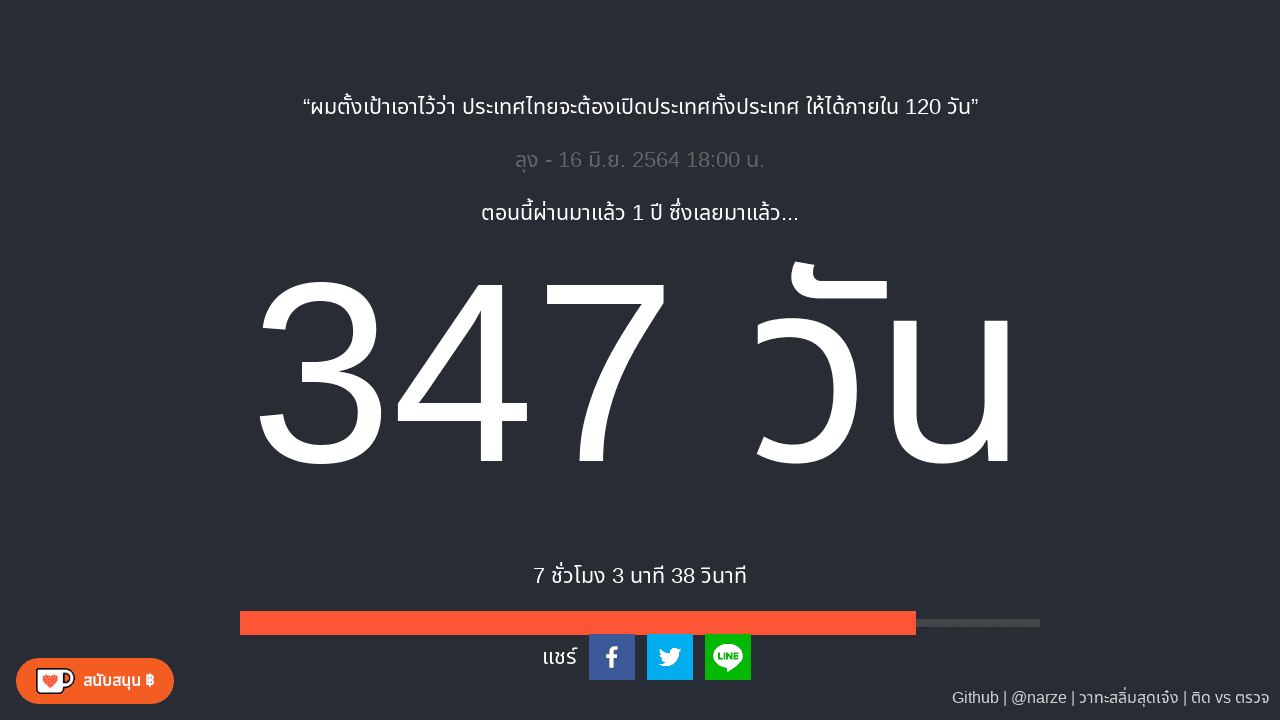 “ผมตั้งเป้าเอาไว้ว่า ประเทศไทยจะต้องเปิดประเทศทั้งประเทศ ให้ได้ภายใน 120 วัน”
ลุง - 16 มิ.ย. 2564 18:00 น.
ตอนนี้ผ่านมาแล้ว 1 ปี ซึ่งเลยมาแล้ว...
347 วัน
7 ชั่วโมง 3 นาที 38 วินาที
แชร์
LINE
สนับสนุน ฿
Github | @narze | วาทะสลิ่มสุดเจ๋ง | ติด vs ตรวจ